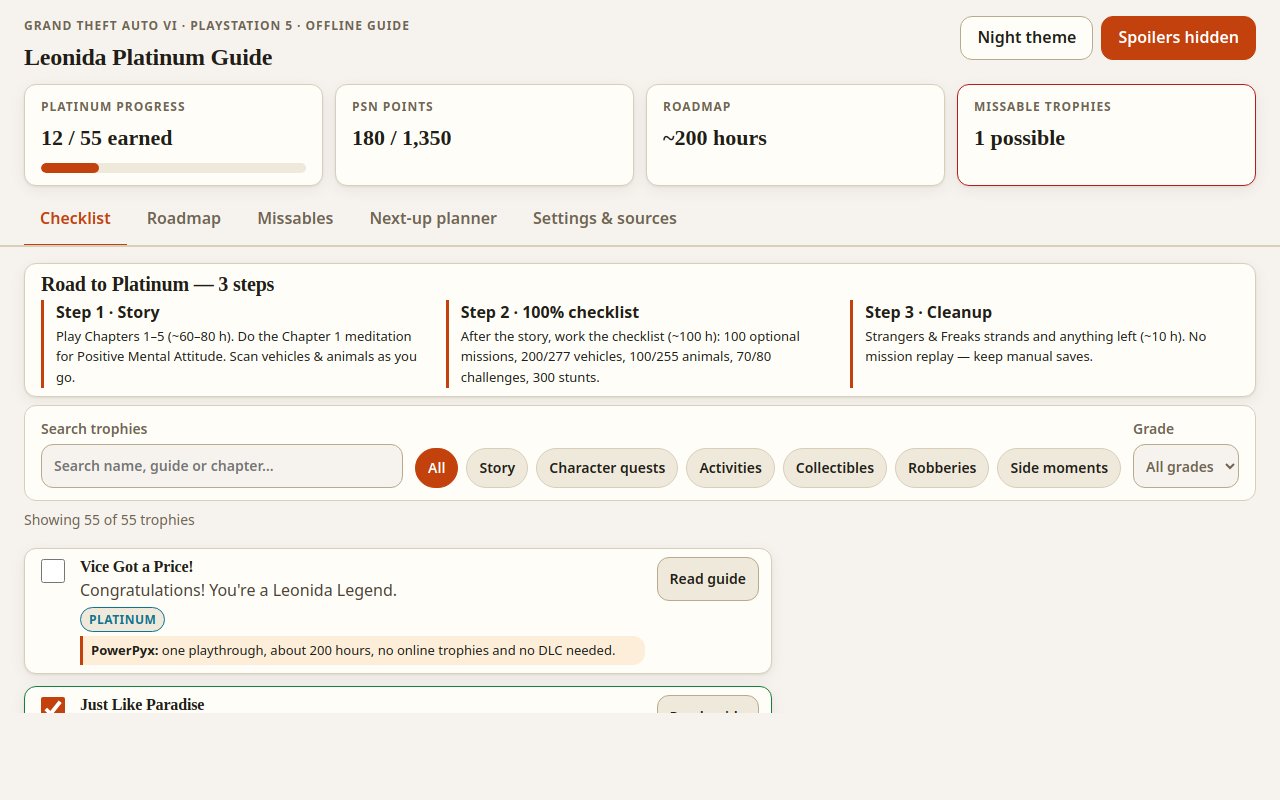 GRAND THEFT AUTO VI · PLAYSTATION 5 · OFFLINE GUIDE
Leonida Platinum Guide
Night theme
Spoilers hidden
PLATINUM PROGRESS
12 / 55 earned
PSN POINTS
180 / 1,350
ROADMAP
~200 hours
MISSABLE TROPHIES
1 possible
Checklist
Roadmap
Missables
Next-up planner
Settings & sources
Road to Platinum — 3 steps
Step 1 · Story
Play Chapters 1–5 (~60–80 h). Do the Chapter 1 meditation
for Positive Mental Attitude. Scan vehicles & animals as you
go.
Step 2 · 100% checklist
After the story, work the checklist (~100 h): 100 optional
missions, 200/277 vehicles, 100/255 animals, 70/80
challenges, 300 stunts.
Step 3 · Cleanup
Strangers & Freaks strands and anything left (~10 h). No
mission replay — keep manual saves.
Search trophies
Search name, guide or chapter…
All
Story
Character quests
Activities
Collectibles
Robberies
Side moments
Grade
All grades
Showing 55 of 55 trophies
Vice Got a Price!
Congratulations! You're a Leonida Legend.
PLATINUM
PowerPyx: one playthrough, about 200 hours, no online trophies and no DLC needed.
Read guide
Just Like Paradise